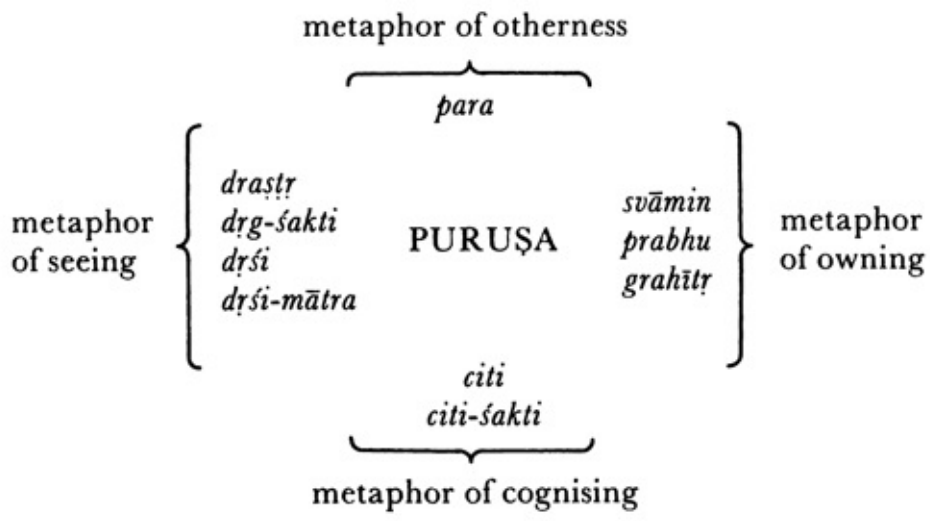 metaphor of otherness
para
metaphor
of seeing
draṣṭṛ
dṛg-śakti
dṛśi
dṛśi-mātra
PURUṢA
svāmin
prabhu
grahītṛ
metaphor
of owning
citi
citi-śakti
metaphor of cognising